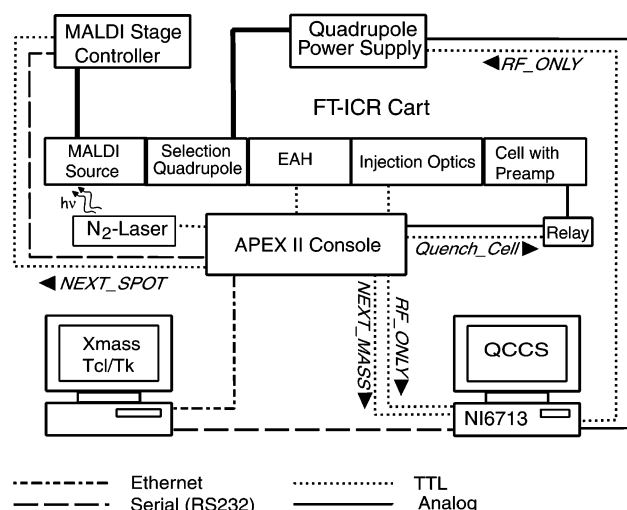 MALDI Stage
Controller
Quadrupole
Power Supply
RF_ONLY
FT-ICR Cart
MALDI
Source
Selection
Quadrupole
EAH
Injection Optics
Cell with
Preamp
hν
N2-Laser
APEX II Console
Quench_Cell
Relay
NEXT_SPOT
NEXT_MASS
RF_ONLY
Xmass
Tcl/Tk
QCCS
NI6713
Ethernet
TTL
Serial (RS232)
Analog